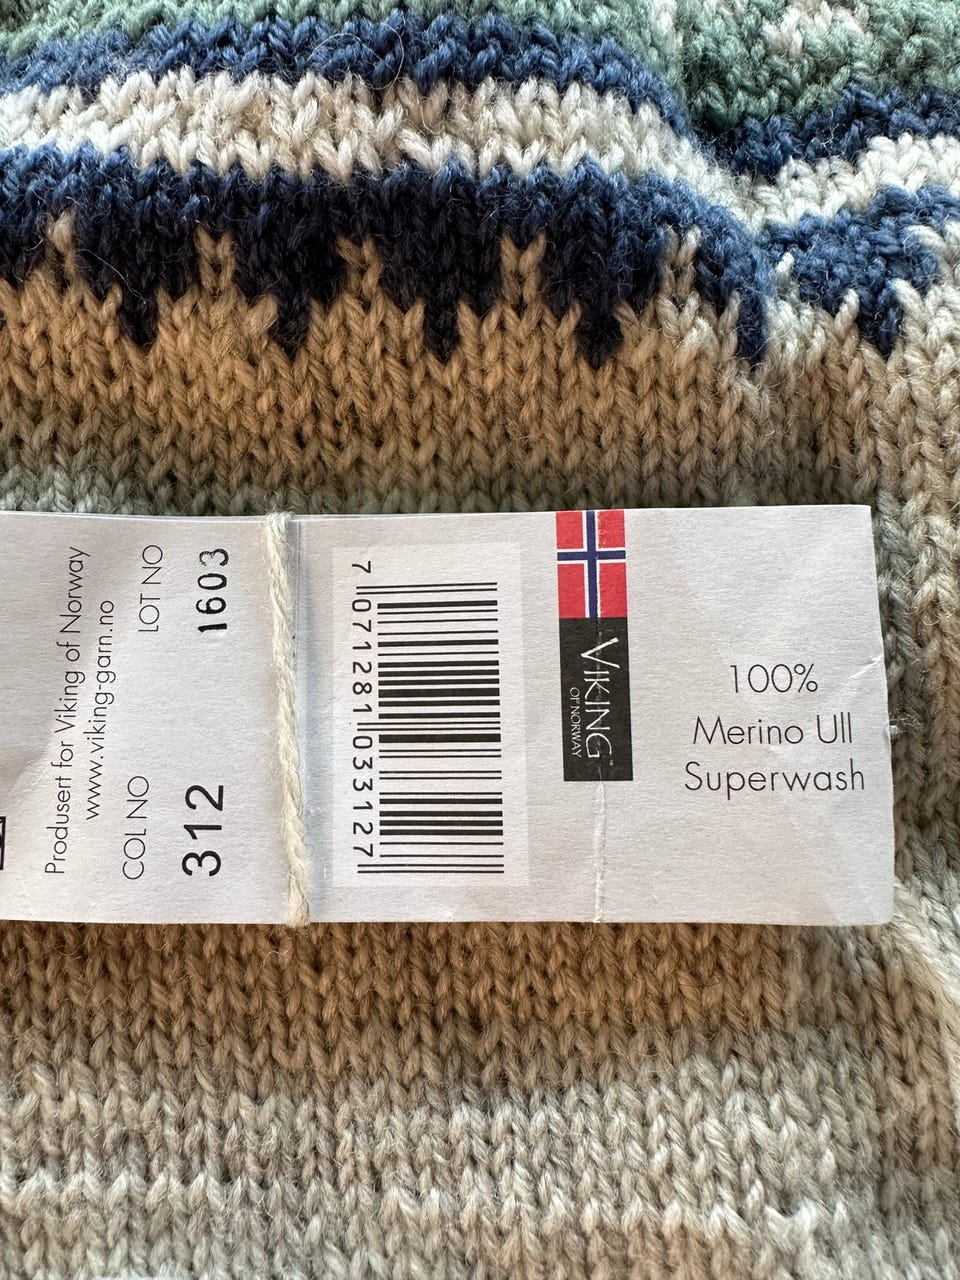 Produsert for Viking of Norway
www.viking-garn.no
COL NO
LOT NO
312
1603
7 071281 033127
VIKING
OF NORWAY
100%
Merino Ull
Superwash